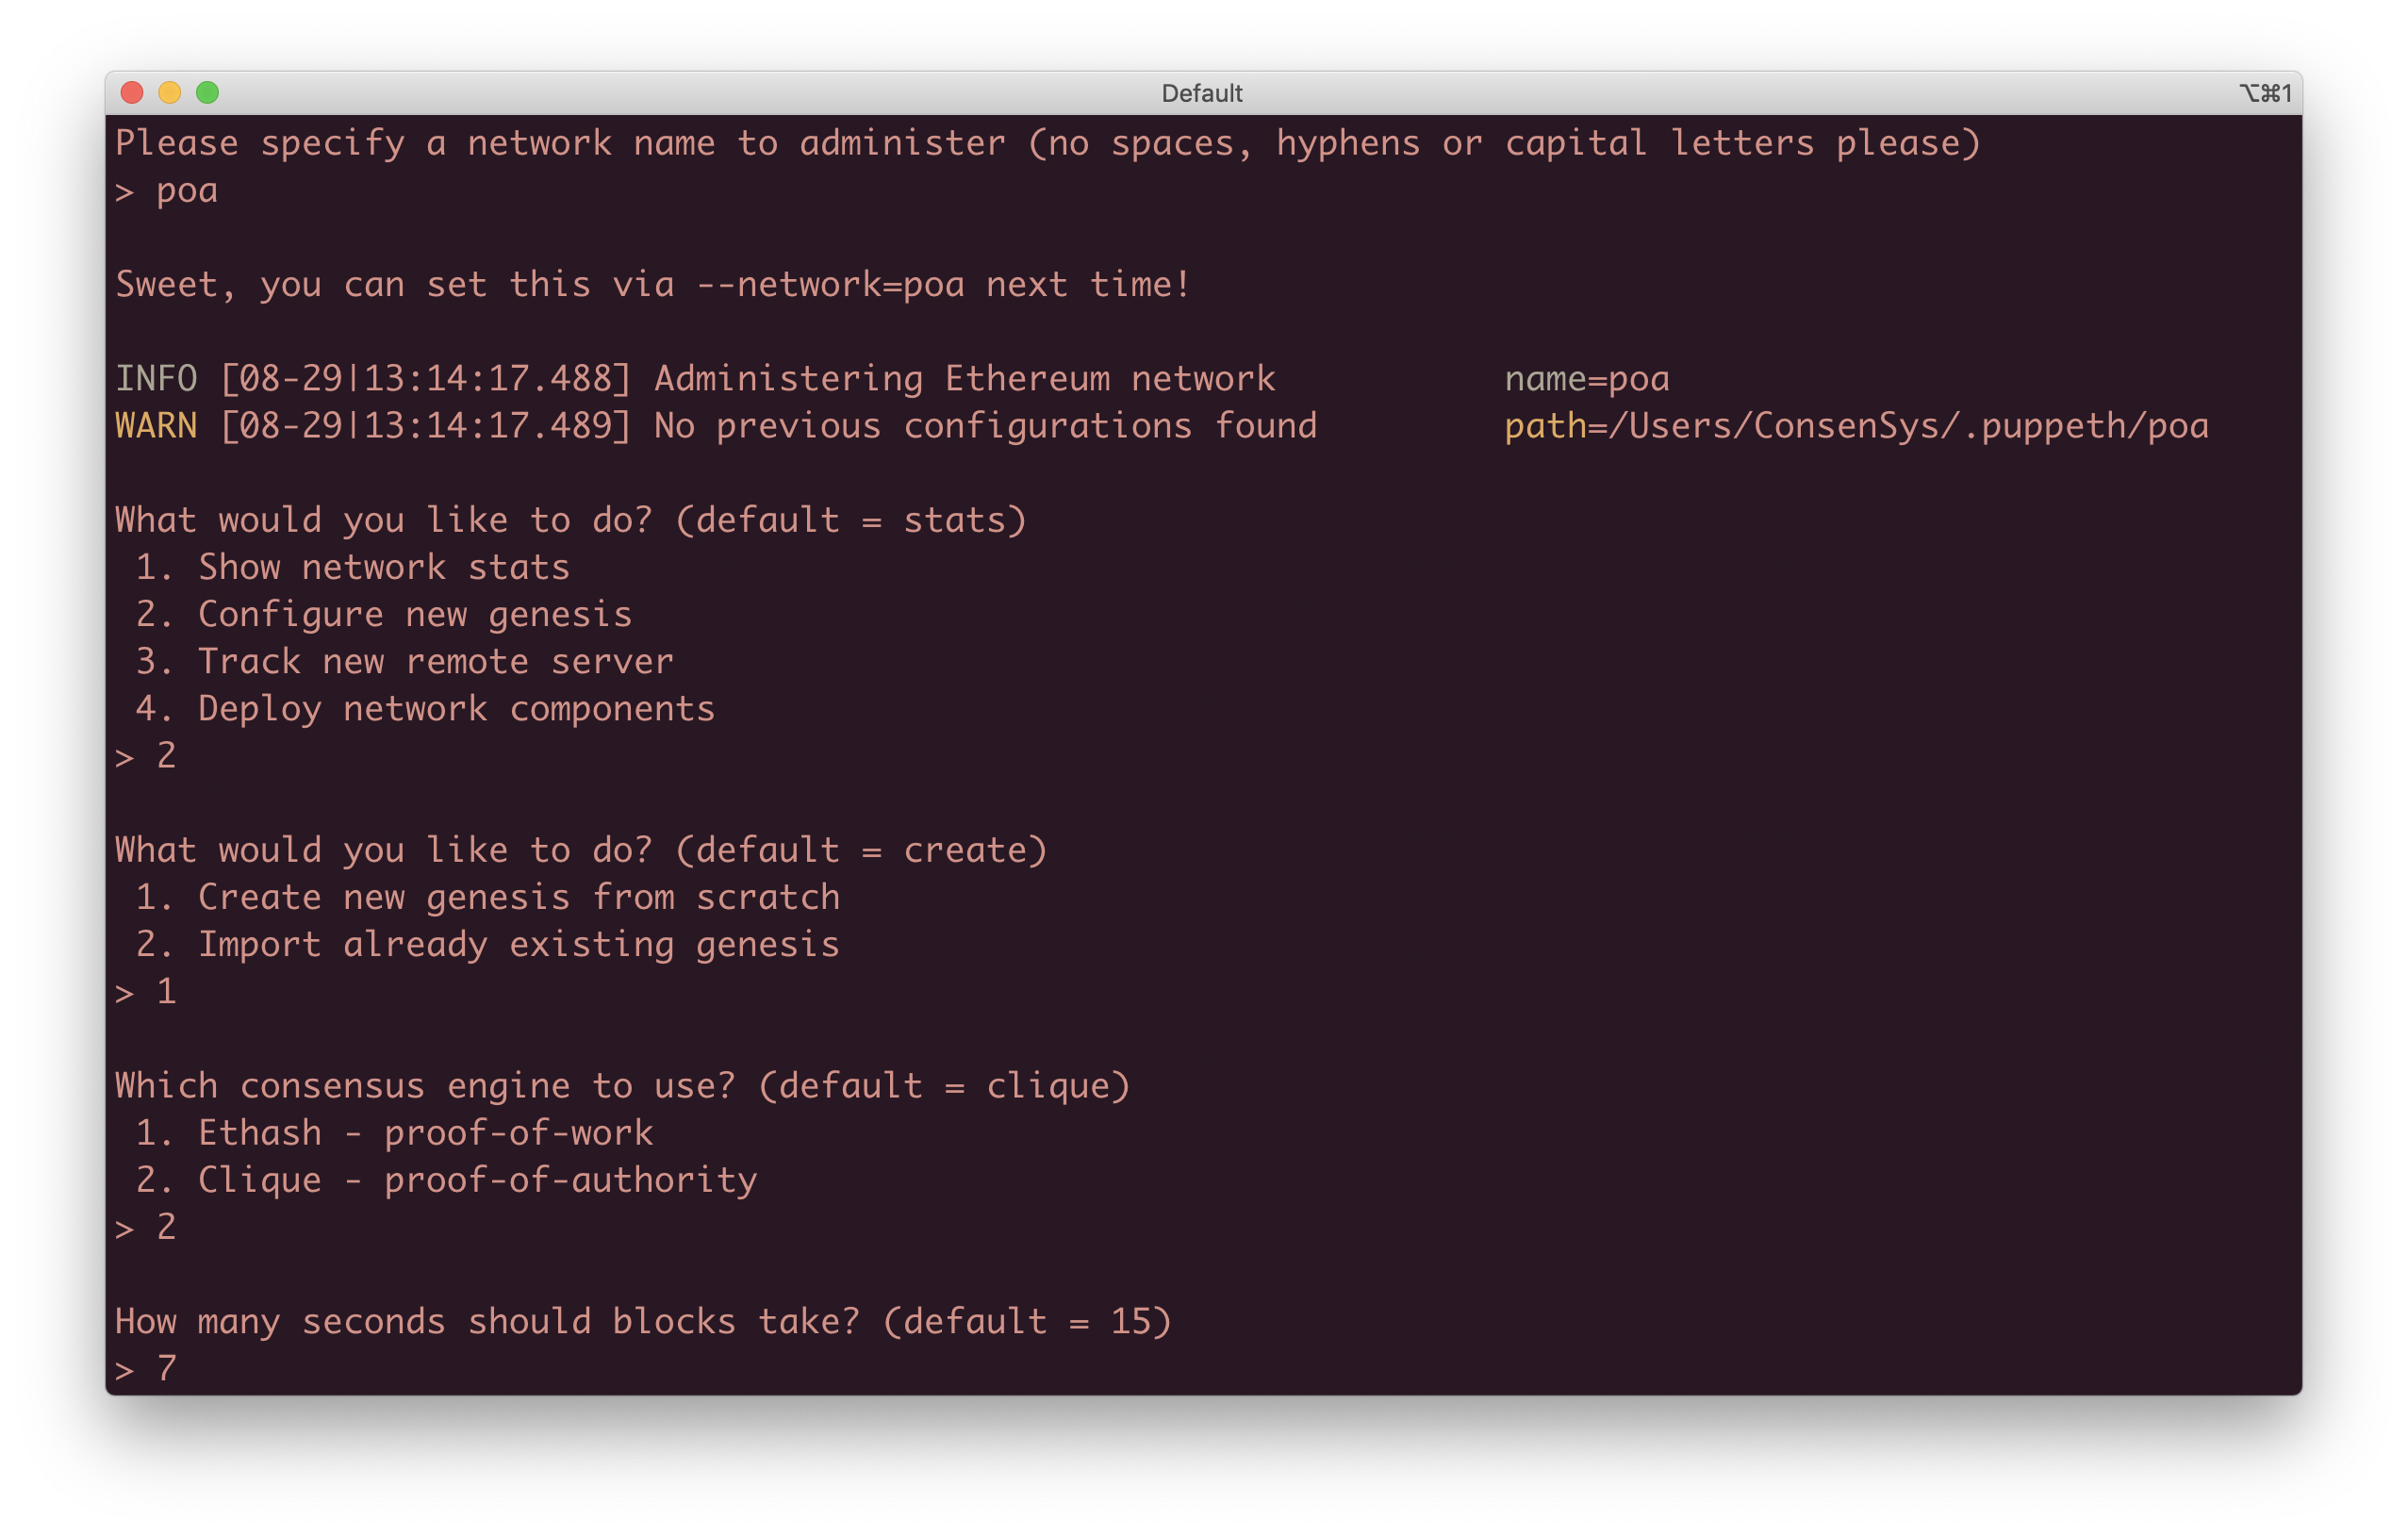 Default
⌥⌘1
Please specify a network name to administer (no spaces, hyphens or capital letters please)
> poa
Sweet, you can set this via --network=poa next time!
INFO [08-29|13:14:17.488] Administering Ethereum network           name=poa
WARN [08-29|13:14:17.489] No previous configurations found         path=/Users/ConsenSys/.puppeth/poa
What would you like to do? (default = stats)
 1. Show network stats
 2. Configure new genesis
 3. Track new remote server
 4. Deploy network components
> 2
What would you like to do? (default = create)
 1. Create new genesis from scratch
 2. Import already existing genesis
> 1
Which consensus engine to use? (default = clique)
 1. Ethash - proof-of-work
 2. Clique - proof-of-authority
> 2
How many seconds should blocks take? (default = 15)
> 7